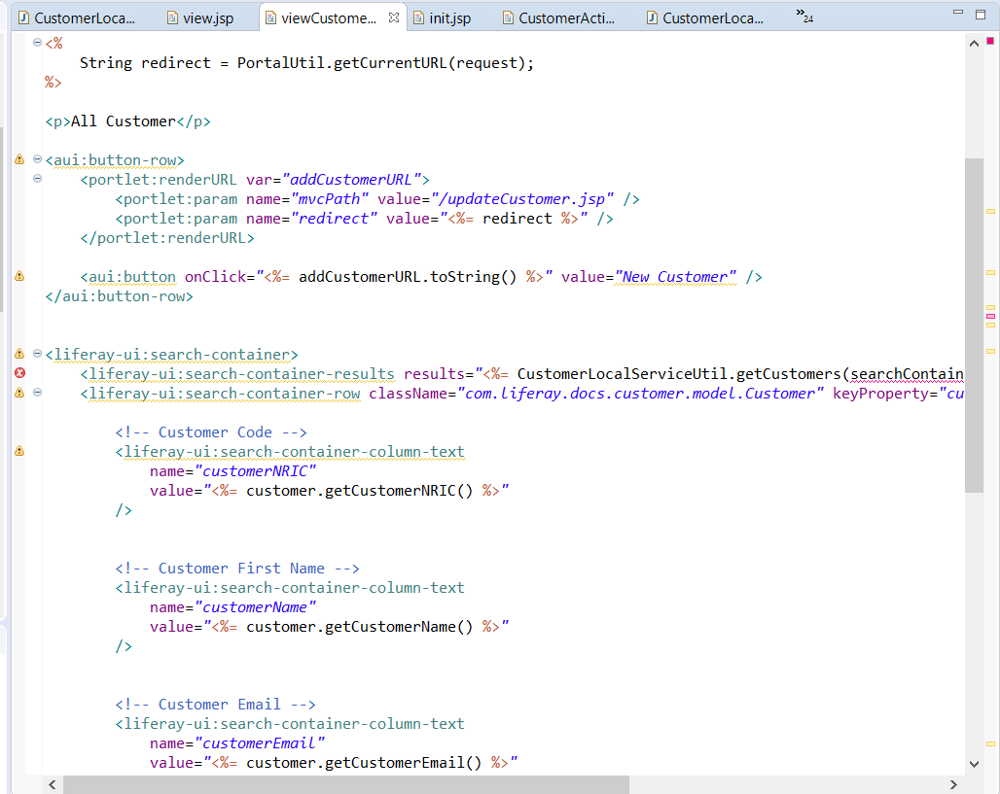 CustomerLoca...
view.jsp
viewCustome...
init.jsp
CustomerActi...
CustomerLoca...
»24
<%
    String redirect = PortalUtil.getCurrentURL(request);
%>
<p>All Customer</p>
<aui:button-row>
    <portlet:renderURL var="addCustomerURL">
        <portlet:param name="mvcPath" value="/updateCustomer.jsp" />
        <portlet:param name="redirect" value="<%= redirect %>" />
    </portlet:renderURL>
    <aui:button onClick="<%= addCustomerURL.toString() %>" value="New Customer" />
</aui:button-row>
<liferay-ui:search-container>
    <liferay-ui:search-container-results results="<%= CustomerLocalServiceUtil.getCustomers(searchContain
    <liferay-ui:search-container-row className="com.liferay.docs.customer.model.Customer" keyProperty="cu
        <!-- Customer Code -->
        <liferay-ui:search-container-column-text
            name="customerNRIC"
            value="<%= customer.getCustomerNRIC() %>"
        />
        <!-- Customer First Name -->
        <liferay-ui:search-container-column-text
            name="customerName"
            value="<%= customer.getCustomerName() %>"
        />
        <!-- Customer Email -->
        <liferay-ui:search-container-column-text
            name="customerEmail"
            value="<%= customer.getCustomerEmail() %>"